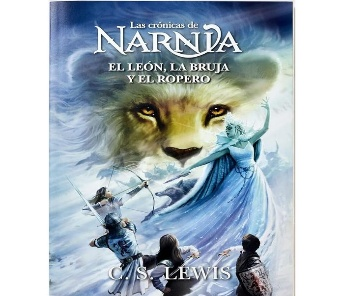 Las crónicas de
NARNIA
EL LEÓN, LA BRUJA
Y EL ROPERO
C. S. LEWIS